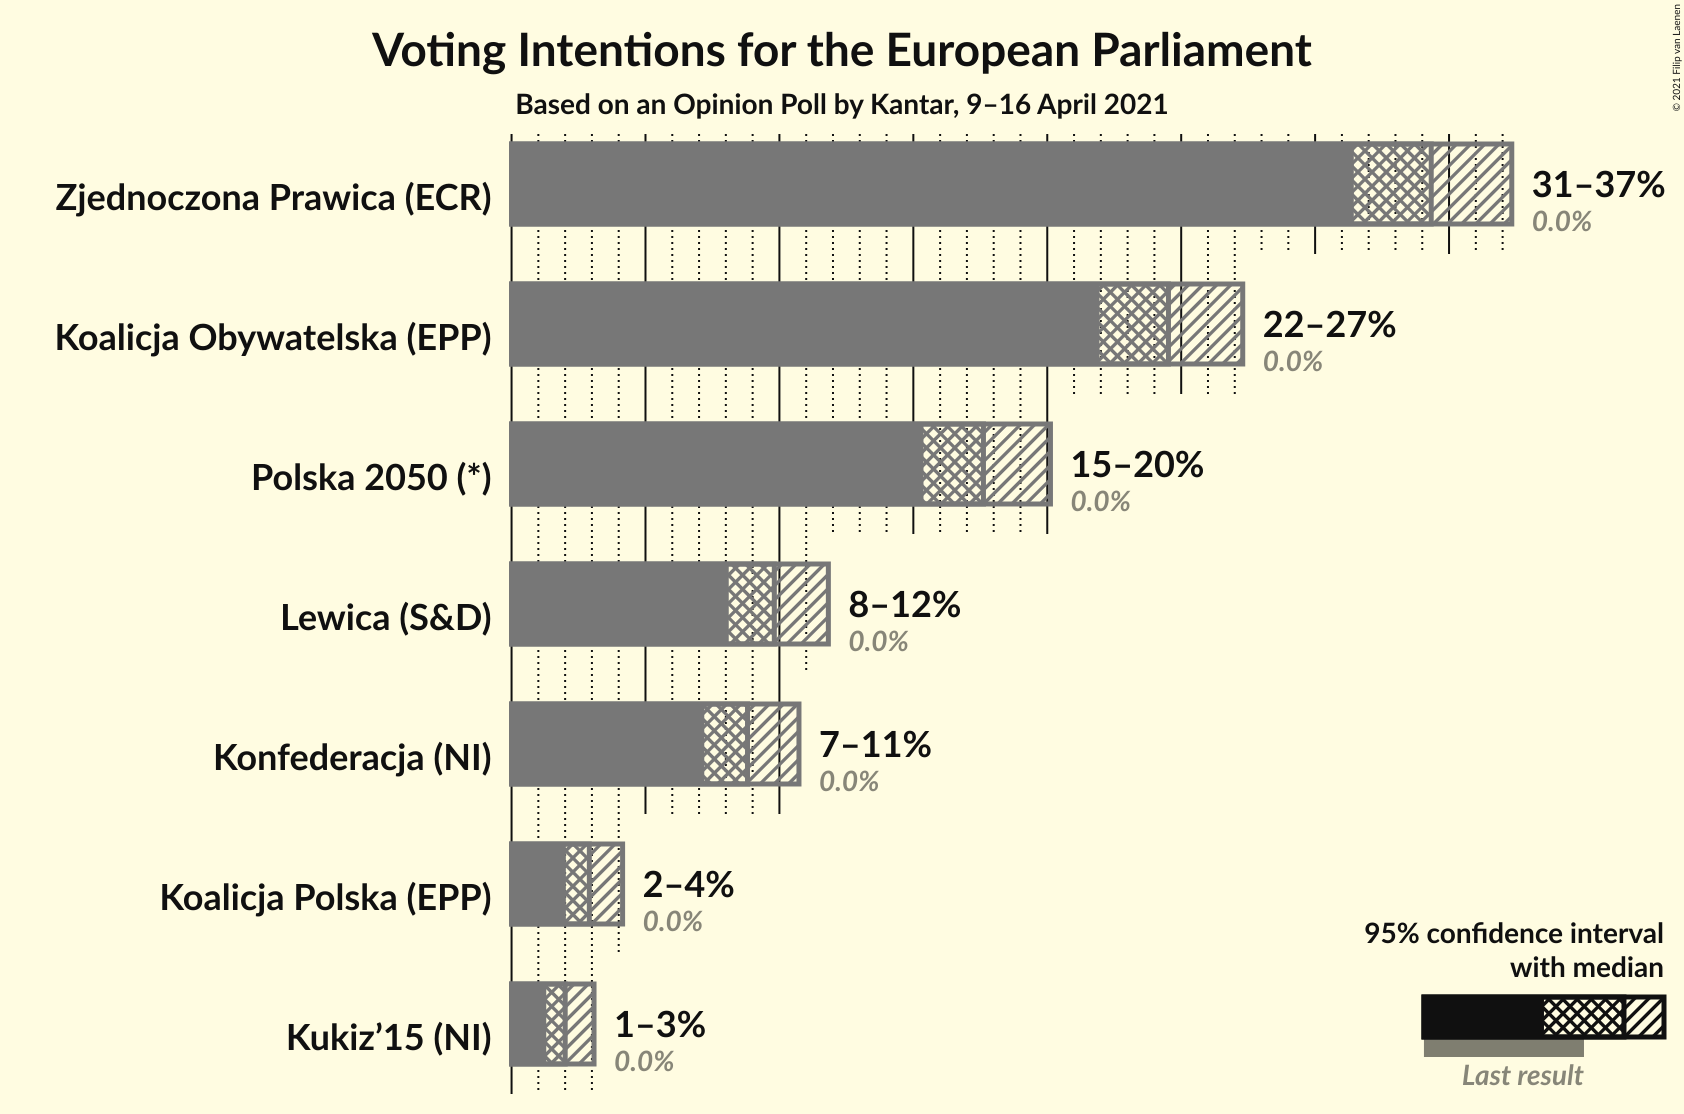 Voting Intentions for the European Parliament
Based on an Opinion Poll by Kantar, 9–16 April 2021
© 2021 Filip van Laenen
Zjednoczona Prawica (ECR)
31–37%
0.0%
Koalicja Obywatelska (EPP)
22–27%
0.0%
Polska 2050 (*)
15–20%
0.0%
Lewica (S&D)
8–12%
0.0%
Konfederacja (NI)
7–11%
0.0%
Koalicja Polska (EPP)
2–4%
0.0%
Kukiz’15 (NI)
1–3%
0.0%
95% confidence interval
with median
Last result